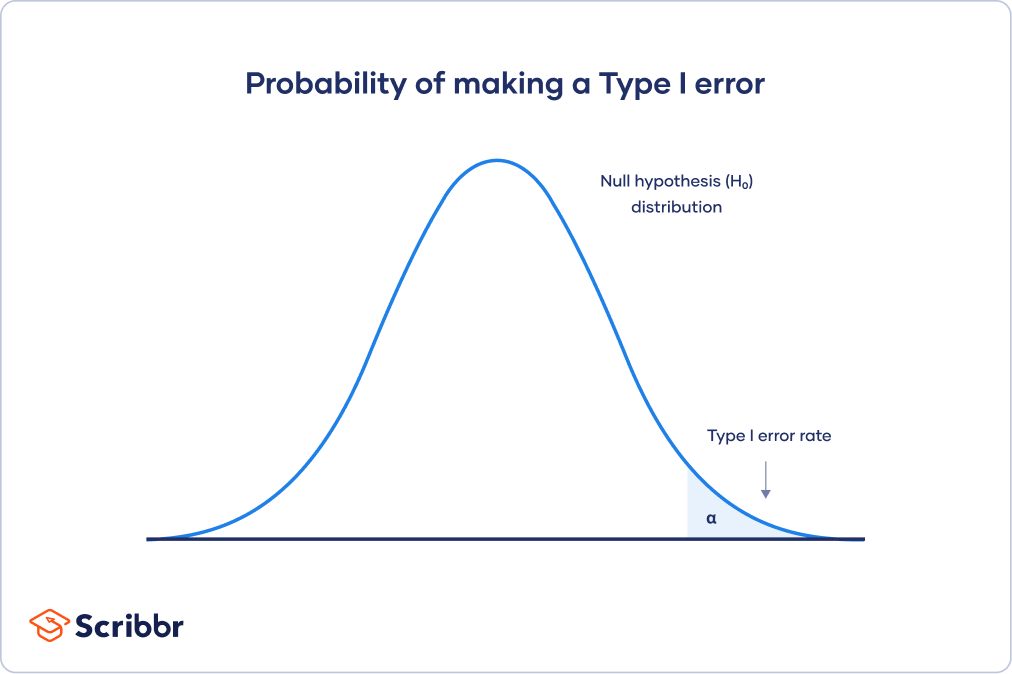 Probability of making a Type I error
Null hypothesis (H₀)
distribution
Type I error rate
α
Scribbr